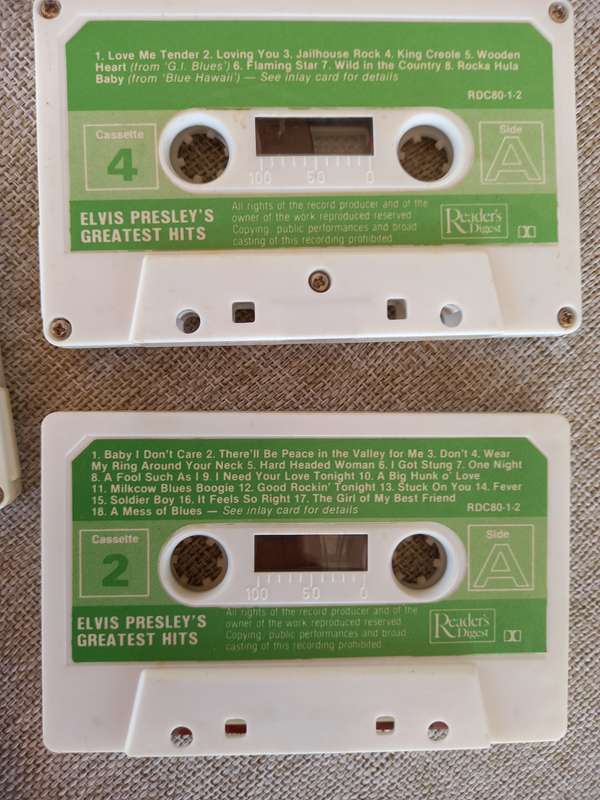 1. Love Me Tender 2. Loving You 3. Jailhouse Rock 4. King Creole 5. Wooden
Heart (from 'G.I. Blues') 6. Flaming Star 7. Wild in the Country 8. Rocka Hula
Baby (from 'Blue Hawaii') — See inlay card for details
RDC80-1-2
Cassette
4
100 50 0
Side
A
ELVIS PRESLEY'S
GREATEST HITS
All rights of the record producer and of the
owner of the work reproduced reserved
Copying, public performances and broad
casting of this recording prohibited
Reader's
Digest
1. Baby I Don't Care 2. There'll Be Peace in the Valley for Me 3. Don't 4. Wear
My Ring Around Your Neck 5. Hard Headed Woman 6. I Got Stung 7. One Night
8. A Fool Such As I 9. I Need Your Love Tonight 10. A Big Hunk o' Love
11. Milkcow Blues Boogie 12. Good Rockin' Tonight 13. Stuck On You 14. Fever
15. Soldier Boy 16. It Feels So Right 17. The Girl of My Best Friend
18. A Mess of Blues — See inlay card for details
RDC80-1-2
Cassette
2
100 50 0
Side
A
ELVIS PRESLEY'S
GREATEST HITS
All rights of the record producer and of the
owner of the work reproduced reserved
Copying, public performances and broad
casting of this recording prohibited
Reader's
Digest